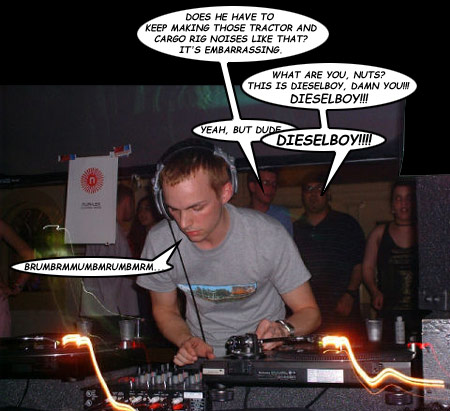 DOES HE HAVE TO
KEEP MAKING THOSE TRACTOR AND
CARGO RIG NOISES LIKE THAT?
IT'S EMBARRASSING.
WHAT ARE YOU, NUTS?
THIS IS DIESELBOY, DAMN YOU!!!
DIESELBOY!!!
YEAH, BUT DUDE
DIESELBOY!!!!
BRUMBRMMUMBMRUMBMRM...